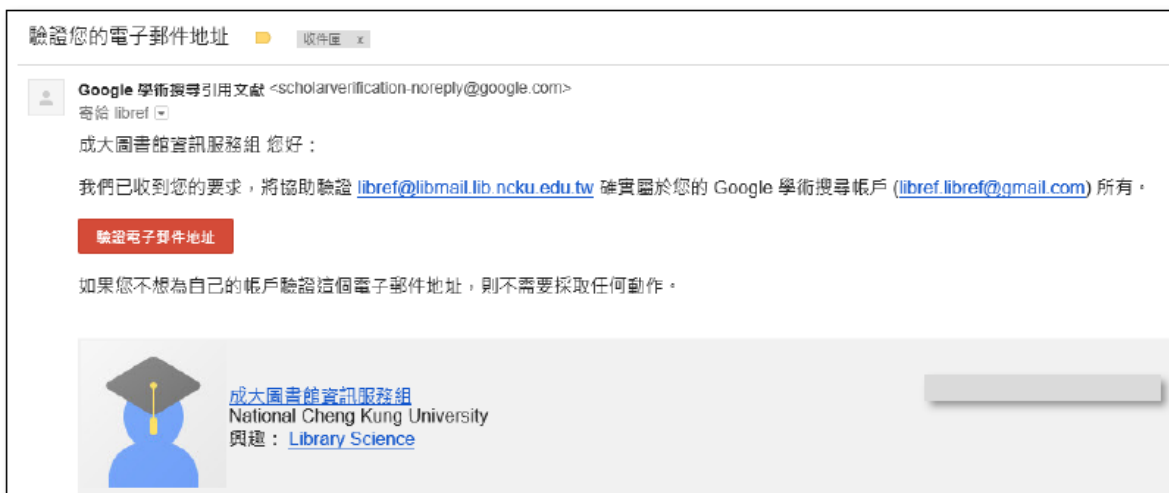 驗證您的電子郵件地址 收件匣 x
Google 學術搜尋引用文獻 <scholarverification-noreply@google.com>
寄給 libref
成大圖書館資訊服務組 您好：
我們已收到您的要求，將協助驗證 libref@libmail.lib.ncku.edu.tw 確實屬於您的 Google 學術搜尋帳戶 (libref.libref@gmail.com) 所有。
驗證電子郵件地址
如果您不想為自己的帳戶驗證這個電子郵件地址，則不需要採取任何動作。
成大圖書館資訊服務組
National Cheng Kung University
興趣： Library Science